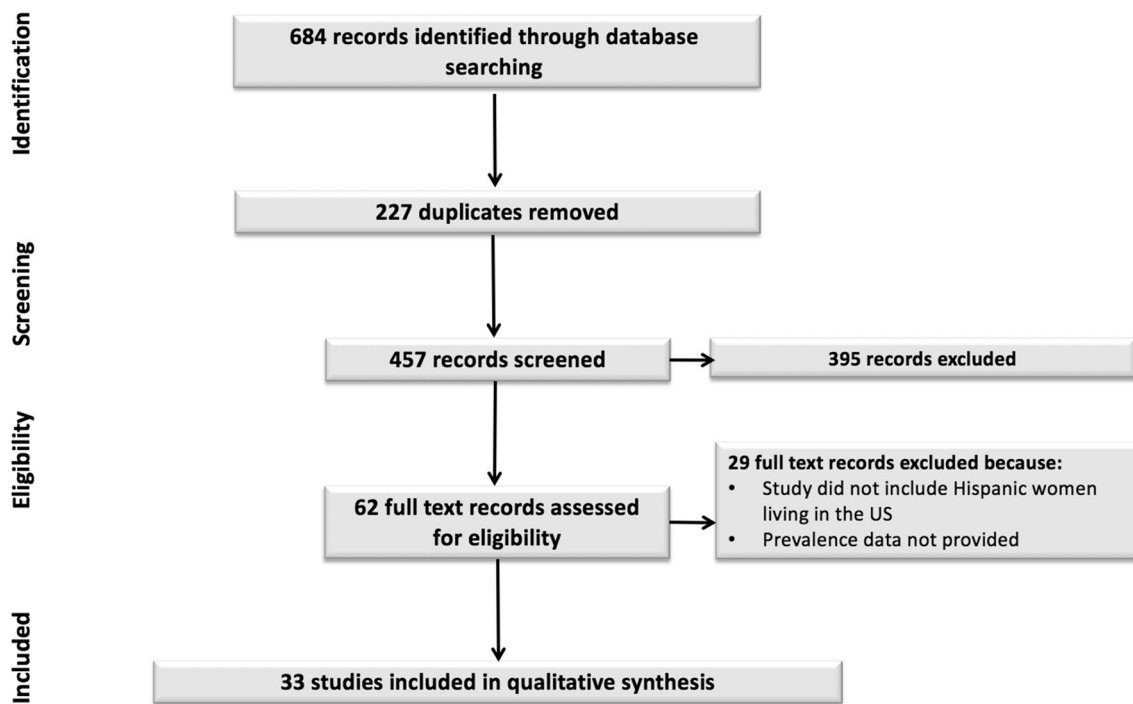 Identification
684 records identified through database
searching
227 duplicates removed
Screening
457 records screened
395 records excluded
Eligibility
62 full text records assessed
for eligibility
29 full text records excluded because:
• Study did not include Hispanic women
living in the US
• Prevalence data not provided
Included
33 studies included in qualitative synthesis